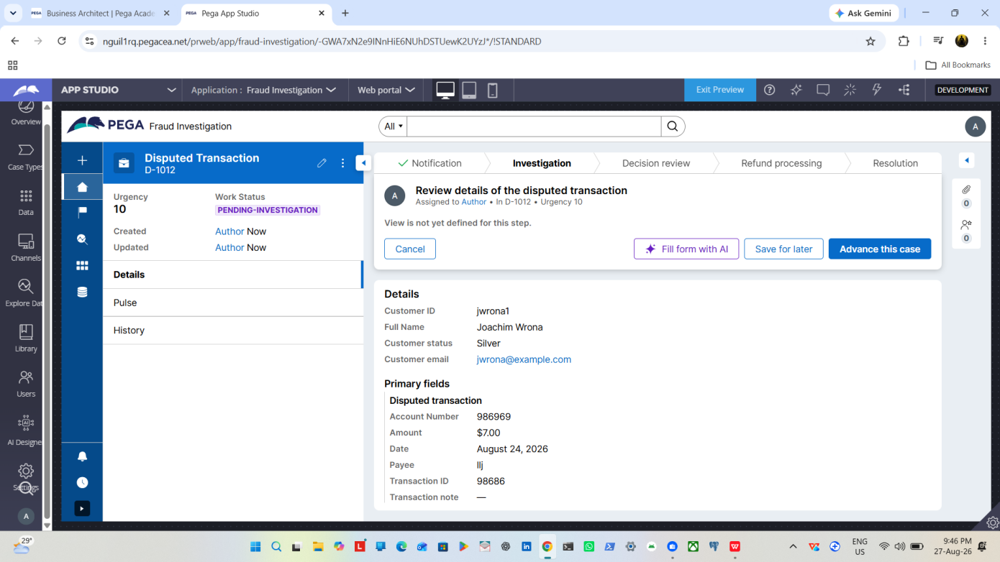 Business Architect | Pega Acade
Pega App Studio
Ask Gemini
nguil1rq.pegacea.net/prweb/app/fraud-investigation/-GWA7xN2e9INnHiE6NUhDSTUewK2UYzJ*/!STANDARD
All Bookmarks
APP STUDIO
Application : Fraud Investigation
Web portal
Exit Preview
DEVELOPMENT
Overview
Case Types
Data
Channels
Explore Dat
Library
Users
AI Designe
Settings
A
PEGA Fraud Investigation
All
A
Disputed Transaction
D-1012
Urgency
10
Work Status
PENDING-INVESTIGATION
Created Author Now
Updated Author Now
Details
Pulse
History
Notification
Investigation
Decision review
Refund processing
Resolution
A
Review details of the disputed transaction
Assigned to Author • In D-1012 • Urgency 10
View is not yet defined for this step.
Cancel
Fill form with AI
Save for later
Advance this case
0
0
Details
Customer ID jwrona1
Full Name Joachim Wrona
Customer status Silver
Customer email jwrona@example.com
Primary fields
Disputed transaction
Account Number 986969
Amount $7.00
Date August 24, 2026
Payee llj
Transaction ID 98686
Transaction note —
29°
ENG
US
9:46 PM
27-Aug-26